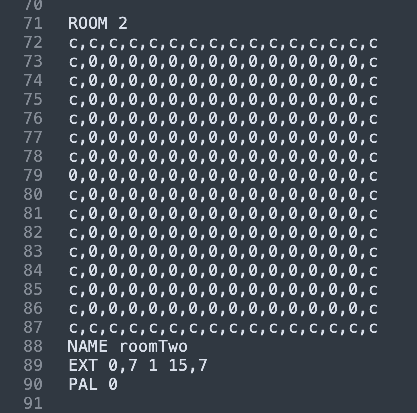 70
71 ROOM 2
72 c,c,c,c,c,c,c,c,c,c,c,c,c,c,c,c
73 c,0,0,0,0,0,0,0,0,0,0,0,0,0,0,c
74 c,0,0,0,0,0,0,0,0,0,0,0,0,0,0,c
75 c,0,0,0,0,0,0,0,0,0,0,0,0,0,0,c
76 c,0,0,0,0,0,0,0,0,0,0,0,0,0,0,c
77 c,0,0,0,0,0,0,0,0,0,0,0,0,0,0,c
78 c,0,0,0,0,0,0,0,0,0,0,0,0,0,0,c
79 0,0,0,0,0,0,0,0,0,0,0,0,0,0,0,c
80 c,0,0,0,0,0,0,0,0,0,0,0,0,0,0,c
81 c,0,0,0,0,0,0,0,0,0,0,0,0,0,0,c
82 c,0,0,0,0,0,0,0,0,0,0,0,0,0,0,c
83 c,0,0,0,0,0,0,0,0,0,0,0,0,0,0,c
84 c,0,0,0,0,0,0,0,0,0,0,0,0,0,0,c
85 c,0,0,0,0,0,0,0,0,0,0,0,0,0,0,c
86 c,0,0,0,0,0,0,0,0,0,0,0,0,0,0,c
87 c,c,c,c,c,c,c,c,c,c,c,c,c,c,c,c
88 NAME roomTwo
89 EXT 0,7 1 15,7
90 PAL 0
91